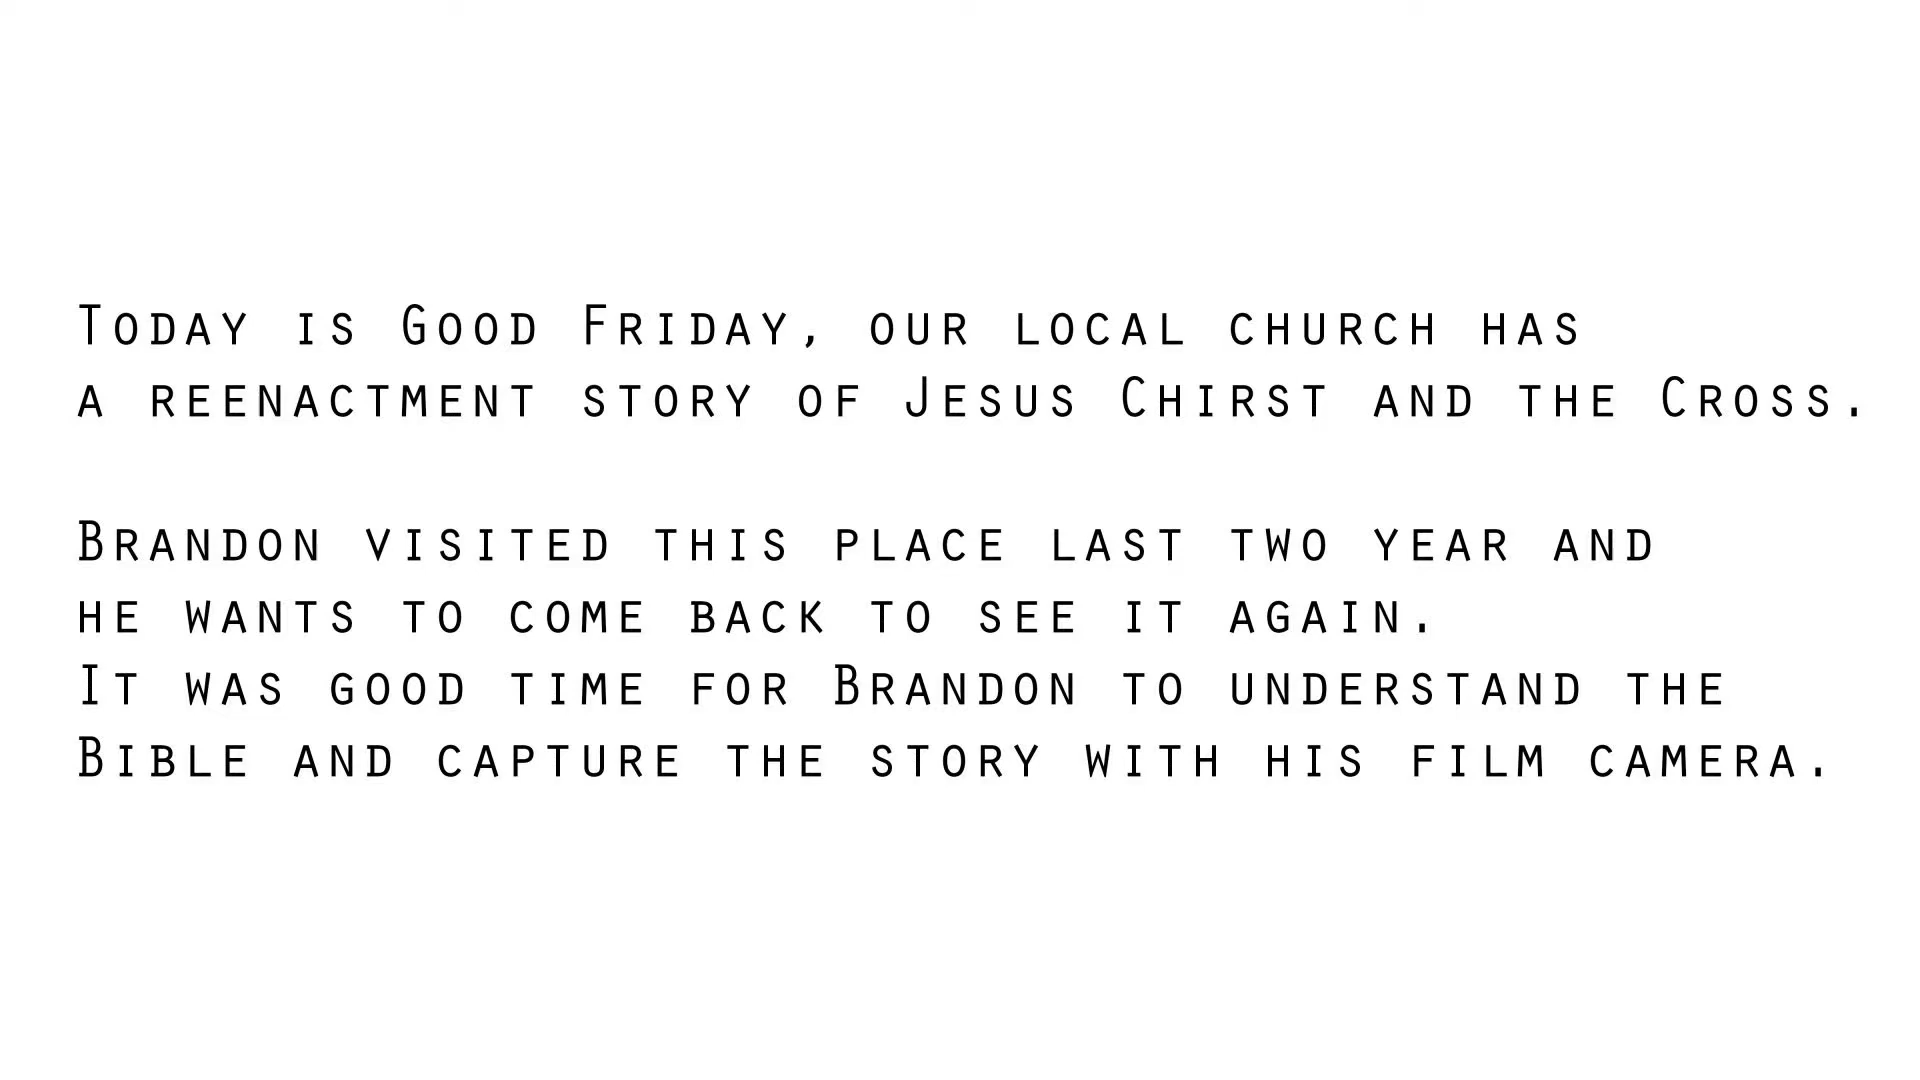 Today is Good Friday, our local church has
a reenactment story of Jesus Chirst and the Cross.
Brandon visited this place last two year and
he wants to come back to see it again.
It was good time for Brandon to understand the
Bible and capture the story with his film camera.